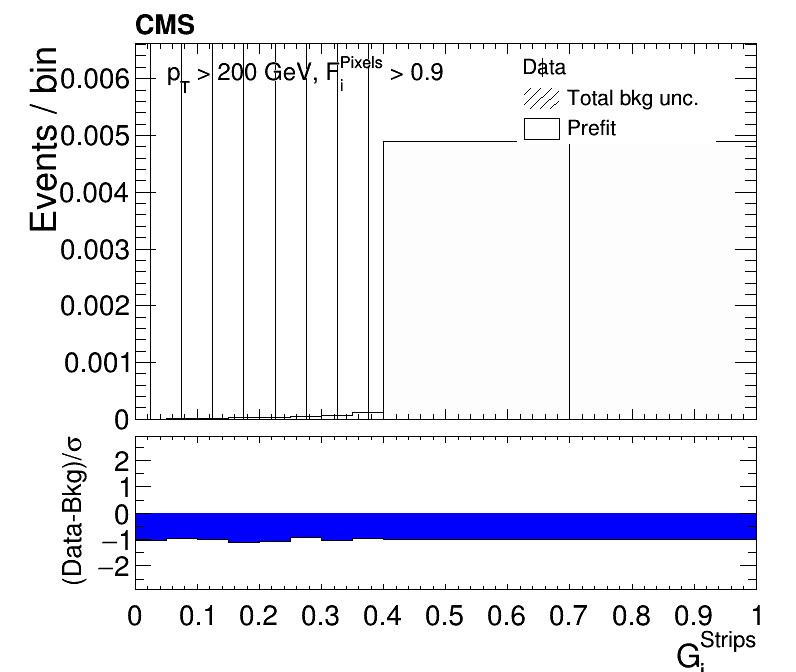 CMS
p_T > 200 GeV, F_i^Pixels > 0.9
Data
Total bkg unc.
Prefit
Events / bin
0.006
0.005
0.004
0.003
0.002
0.001
0
(Data-Bkg)/σ
2
1
0
−1
−2
0 0.1 0.2 0.3 0.4 0.5 0.6 0.7 0.8 0.9 1
G_i^Strips